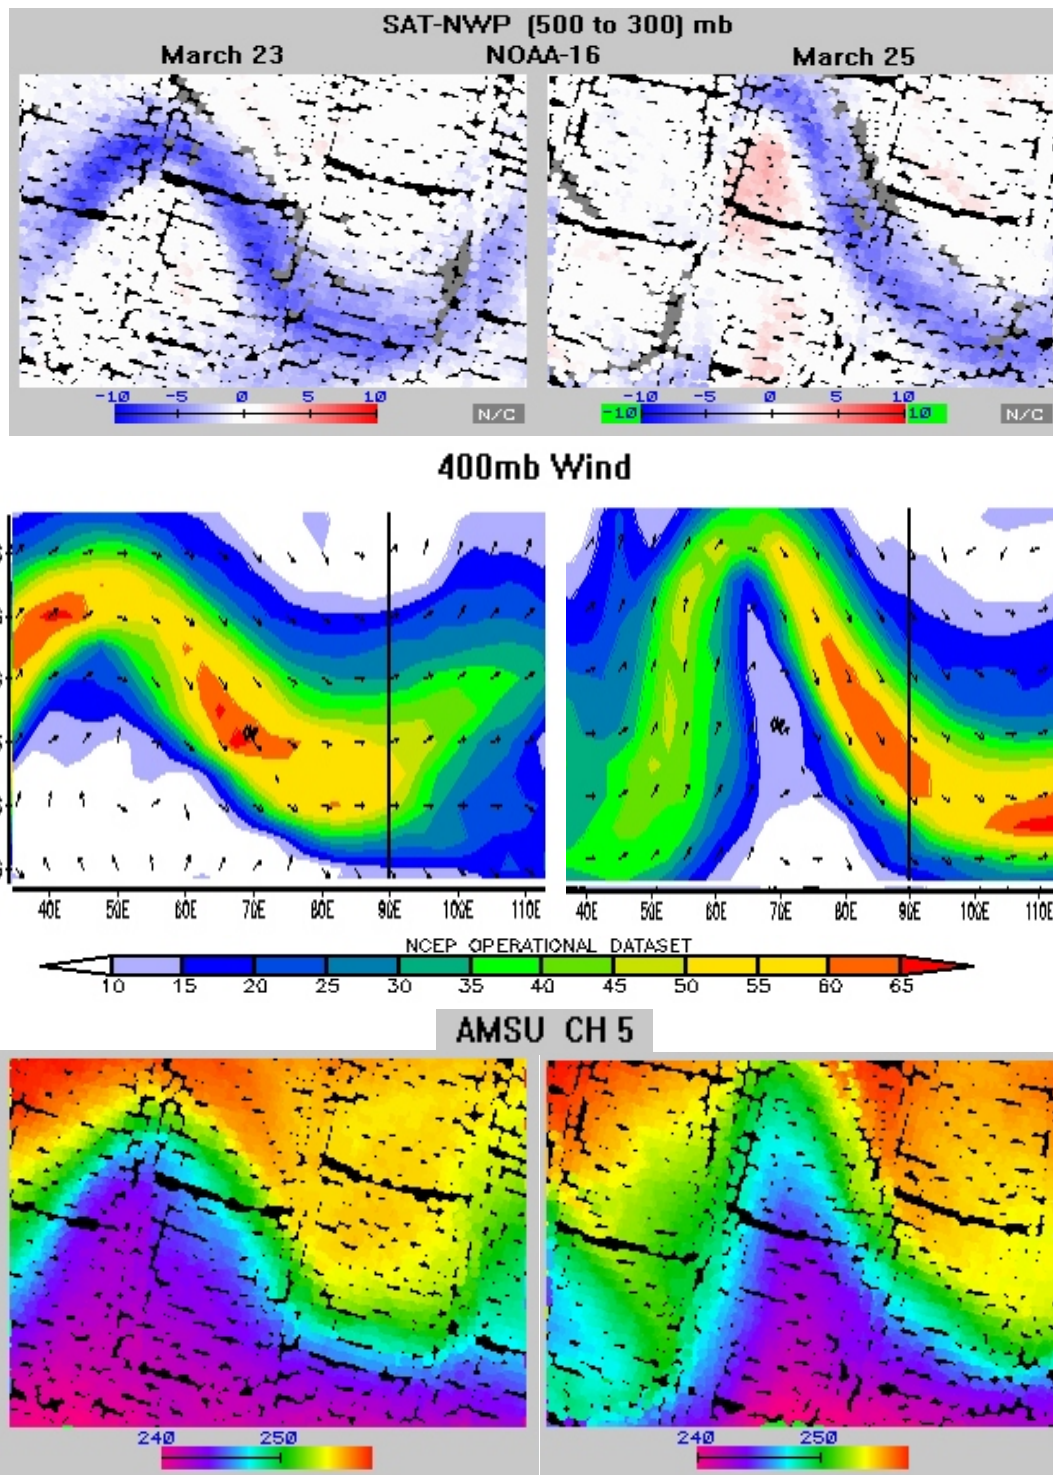 SAT-NWP (500 to 300) mb
March 23 NOAA-16 March 25
-10 -5 0 5 10 N/C -10 -5 0 5 10 N/C
400mb Wind
40E 50E 60E 70E 80E 90E 100E 110E 40E 50E 60E 70E 80E 90E 100E 110E
NCEP OPERATIONAL DATASET
10 15 20 25 30 35 40 45 50 55 60 65
AMSU CH 5
240 250 240 250